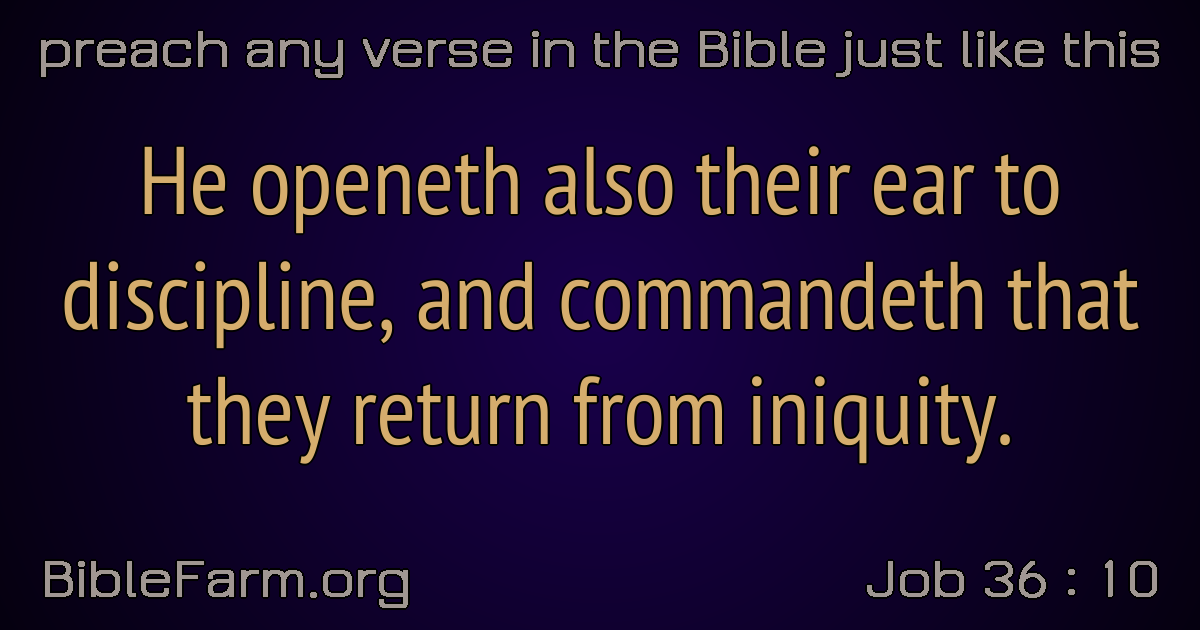 preach any verse in the Bible just like this
He openeth also their ear to
discipline, and commandeth that
they return from iniquity.
BibleFarm.org
Job 36 : 10